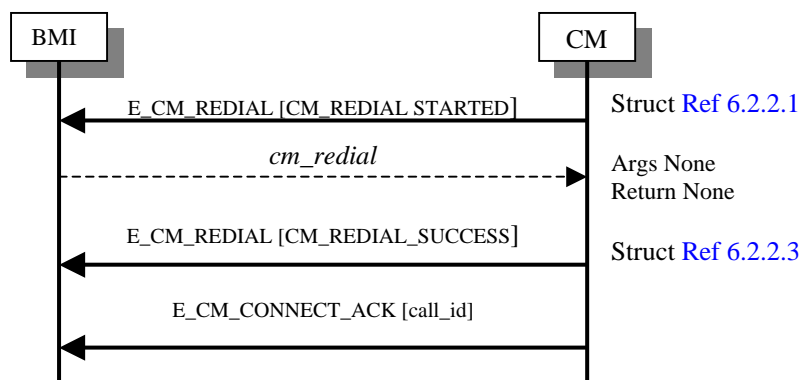 BMI
CM
E_CM_REDIAL [CM_REDIAL STARTED]
Struct Ref 6.2.2.1
cm_redial
Args None
Return None
E_CM_REDIAL [CM_REDIAL_SUCCESS]
Struct Ref 6.2.2.3
E_CM_CONNECT_ACK [call_id]